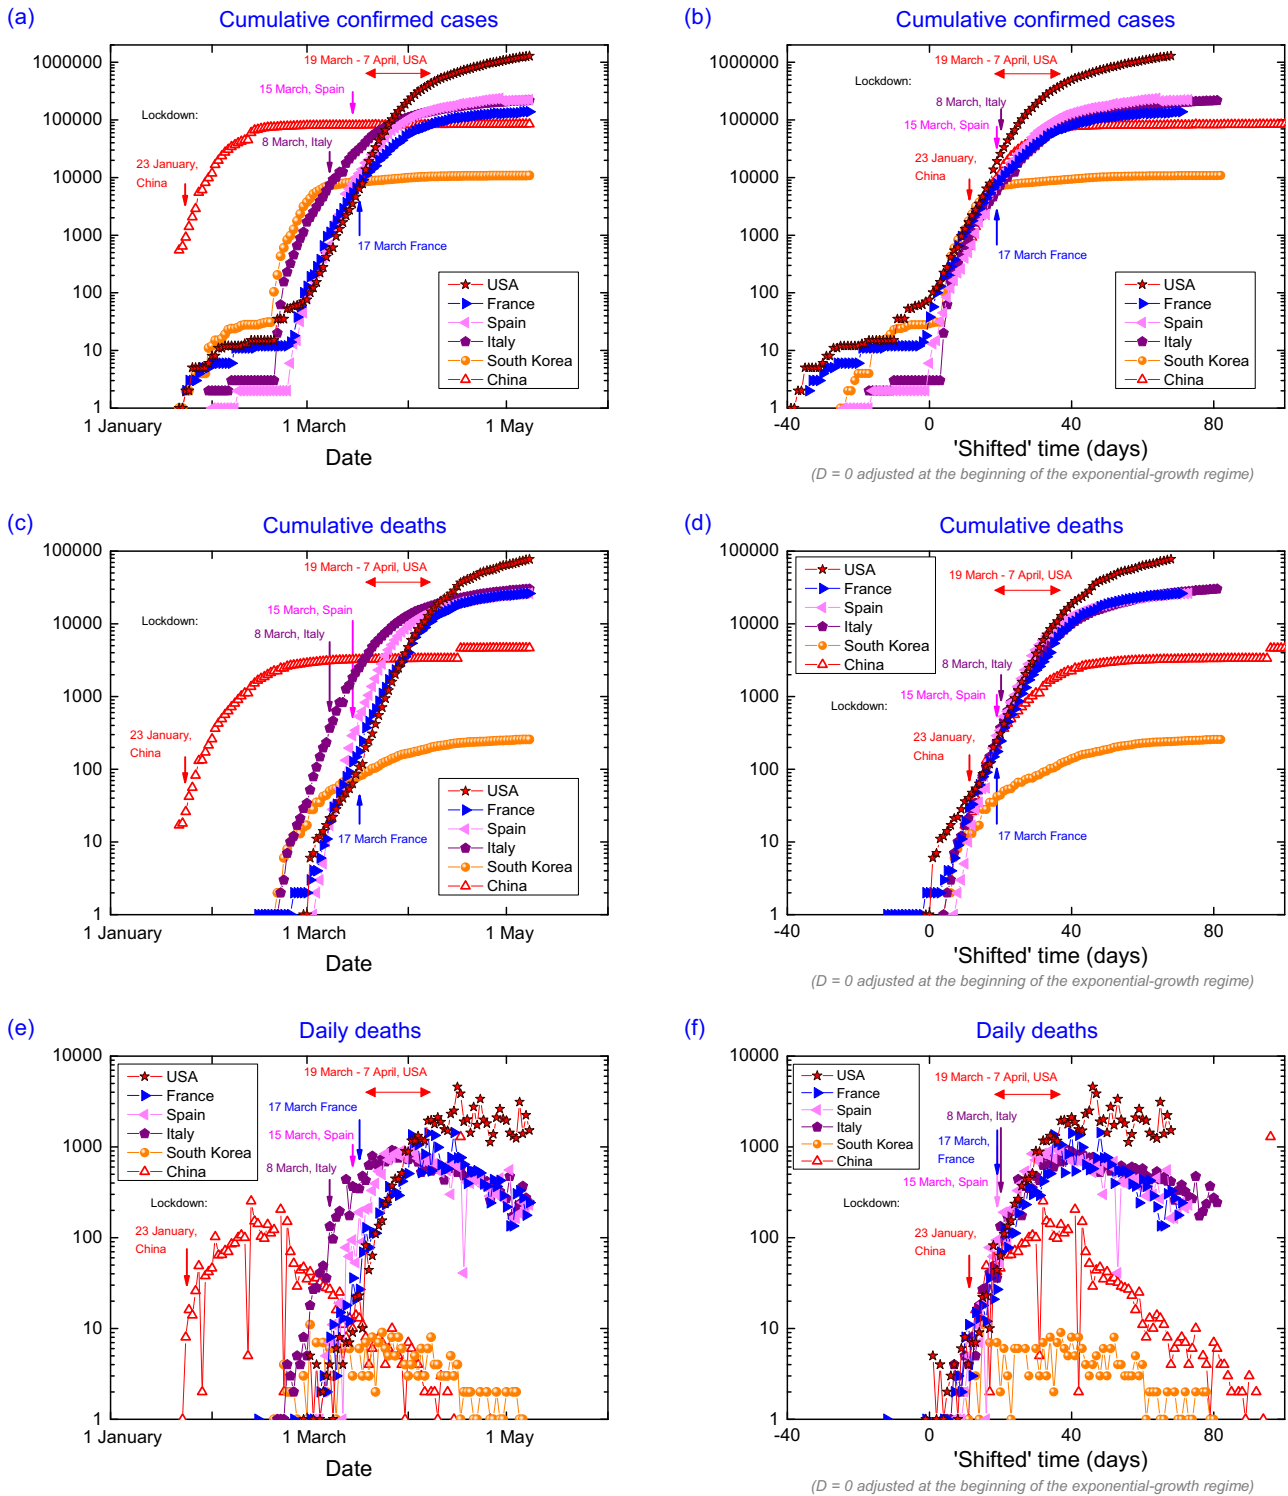 (a)
Cumulative confirmed cases
1000000
100000
10000
1000
100
10
1
19 March - 7 April, USA
15 March, Spain
Lockdown:
8 March, Italy
23 January,
China
17 March France
USA
France
Spain
Italy
South Korea
China
1 January
1 March
1 May
Date
(b)
Cumulative confirmed cases
1000000
100000
10000
1000
100
10
1
19 March - 7 April, USA
Lockdown:
8 March, Italy
15 March, Spain
23 January,
China
17 March France
USA
France
Spain
Italy
South Korea
China
-40
0
40
80
'Shifted' time (days)
(D = 0 adjusted at the beginning of the exponential-growth regime)
(c)
Cumulative deaths
100000
10000
1000
100
10
1
19 March - 7 April, USA
15 March, Spain
Lockdown:
8 March, Italy
23 January,
China
17 March France
USA
France
Spain
Italy
South Korea
China
1 January
1 March
1 May
Date
(d)
Cumulative deaths
100000
10000
1000
100
10
1
USA
France
Spain
Italy
South Korea
China
19 March - 7 April, USA
8 March, Italy
15 March, Spain
Lockdown:
23 January,
China
17 March France
-40
0
40
80
'Shifted' time (days)
(D = 0 adjusted at the beginning of the exponential-growth regime)
(e)
Daily deaths
10000
1000
100
10
1
USA
France
Spain
Italy
South Korea
China
19 March - 7 April, USA
17 March France
15 March, Spain
8 March, Italy
Lockdown:
23 January,
China
1 January
1 March
1 May
Date
(f)
Daily deaths
10000
1000
100
10
1
USA
France
Spain
Italy
South Korea
China
19 March - 7 April, USA
8 March, Italy
17 March,
France
15 March, Spain
Lockdown:
23 January,
China
-40
0
40
80
'Shifted' time (days)
(D = 0 adjusted at the beginning of the exponential-growth regime)